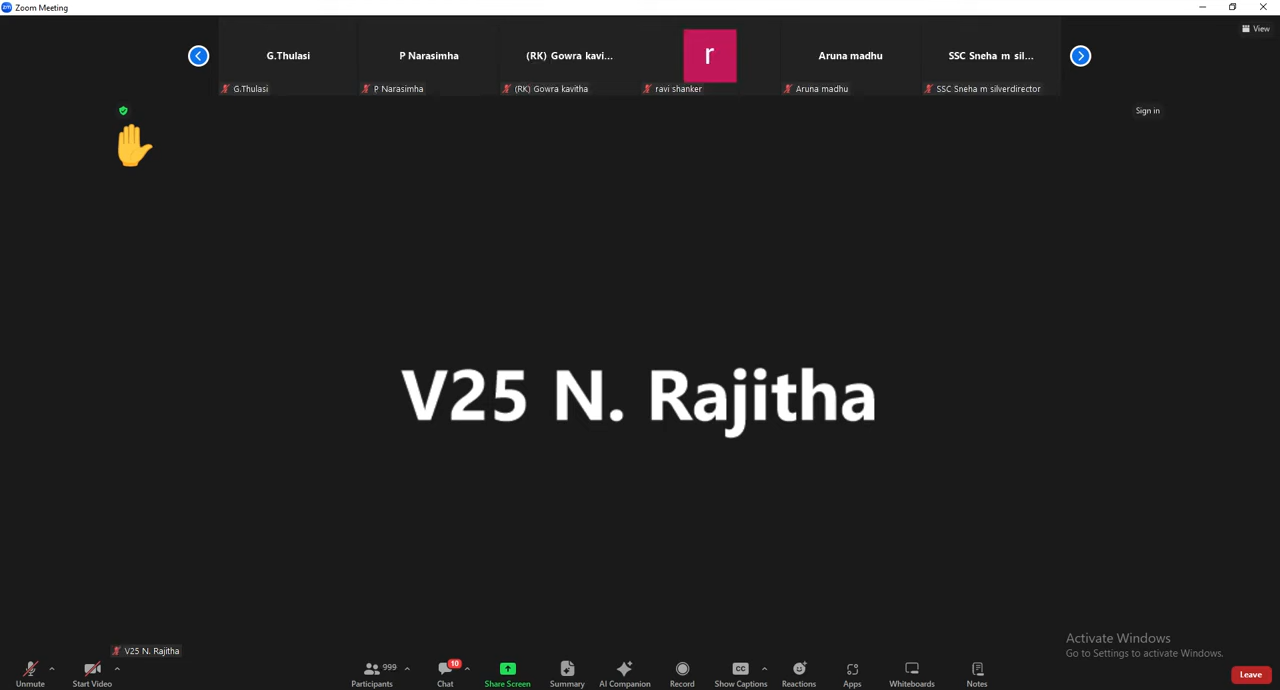 zm Zoom Meeting
View
G.Thulasi
P Narasimha
(RK) Gowra kavi...
r
Aruna madhu
SSC Sneha m sil...
G.Thulasi
P Narasimha
(RK) Gowra kavitha
ravi shanker
Aruna madhu
SSC Sneha m silverdirector
Sign in
V25 N. Rajitha
Activate Windows
Go to Settings to activate Windows.
V25 N. Rajitha
999
10
CC
Unmute
Start Video
Participants
Chat
Share Screen
Summary
AI Companion
Record
Show Captions
Reactions
Apps
Whiteboards
Notes
Leave